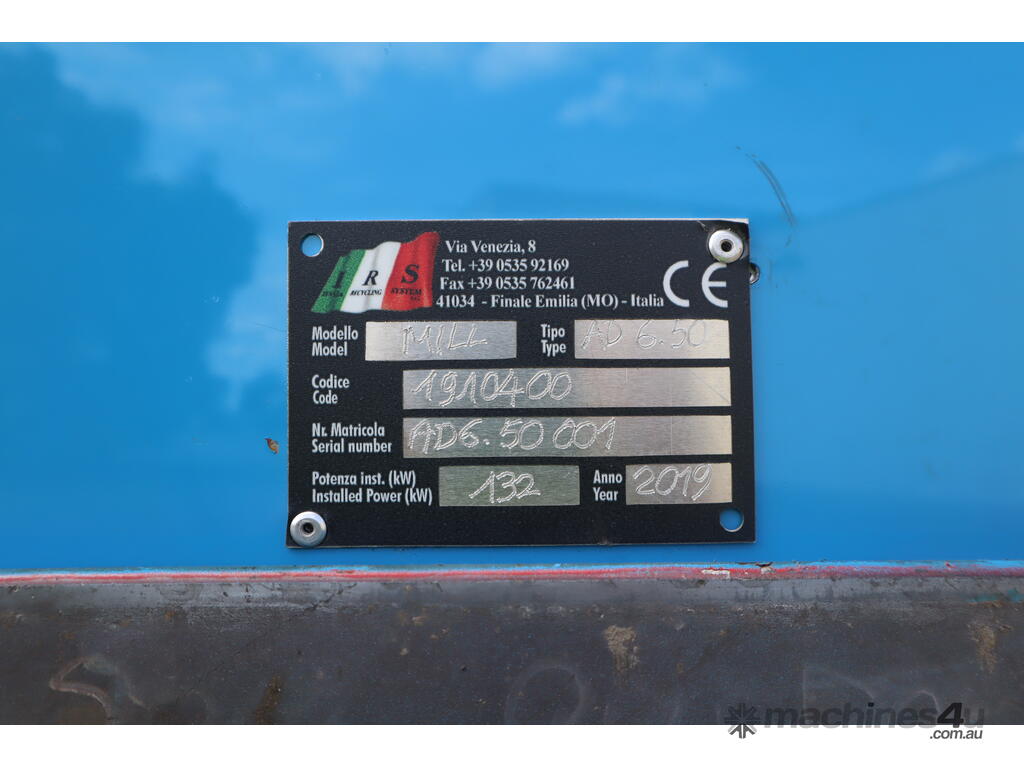 Via Venezia, 8
Tel. +39 0535 92169
Fax +39 0535 762461
41034 - Finale Emilia (MO) - Italia
I R S
RECYCLING SYSTEM
CE
Modello MILL Tipo AD 6.50
Model Type
Codice 1910400
Code
Nr. Matricola AD6.50 001
Serial number
Potenza inst. (kW) 132 Anno 2019
Installed Power (kW) Year
machines4u
.com.au